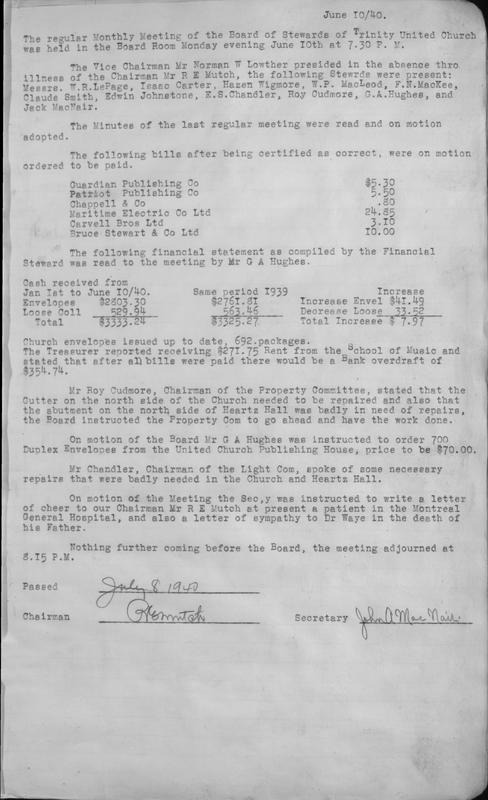 June IO/40.
The regular Monthly Meeting of the Board of Stewards of Trinity United Church
was held in the Board Room Monday evening June IOth at 7.30 P. M.
The Vice Chairman Mr Norman W Lowther presided in the absence thro
illness of the Chairman Mr R E Mutch, the following Stewrds were present:
Messrs. W.R.LePage, Isaac Carter, Hazen Wigmore, W.P. MacLeod, F.N.MacKee,
Claude Smith, Edwin Johnstone, E.S.Chandler, Roy Cudmore, G.A.Hughes, and
Jack MacNair.
The Minutes of the last regular meeting were read and on motion
adopted.
The following bills after being certified as correct, were on motion
ordered to be paid.
Guardian Publishing Co $5.30
Patriot Publishing Co 5.50
Chappell & Co .80
Maritime Electric Co Ltd 24.85
Carvell Bros Ltd 3.IO
Bruce Stewart & Co Ltd IO.00
The following financial statement as compiled by the Financial
Steward was read to the meeting by Mr G A Hughes.
Cash received from
Jan Ist to June IO/40. Same period I939 Increase
Envelopes $2803.30 $276I.8I Increase Envel $4I.49
Loose Coll 529.94 563.46 Decrease Loose 33.52
Total $3333.24 $3325.27 Total Increase $ 7.97
Church envelopes issued up to date, 692.packages.
The Treasurer reported receiving $27I.75 Rent from the School of Music and
stated that after all bills were paid there would be a Bank overdraft of
$354.74.
Mr Roy Cudmore, Chairman of the Property Committee, stated that the
Cutter on the north side of the Church needed to be repaired and also that
the abutment on the north side of Heartz Hall was badly in need of repairs,
the Board instructed the Property Com to go ahead and have the work done.
On motion of the Board Mr G A Hughes was instructed to order 700
Duplex Envelopes from the United Church Publishing House, price to be $70.00.
Mr Chandler, Chairman of the Light Com, spoke of some necessary
repairs that were badly needed in the Church and Heartz Hall.
On motion of the Meeting the Sec,y was instructed to write a letter
of cheer to our Chairman Mr R E Mutch at present a patient in the Montreal
General Hospital, and also a letter of sympathy to Dr Waye in the death of
his Father.
Nothing further coming before the Board, the meeting adjourned at
8.I5 P.M.
Passed July 8 1940
Chairman REMutch Secretary John A MacNair.